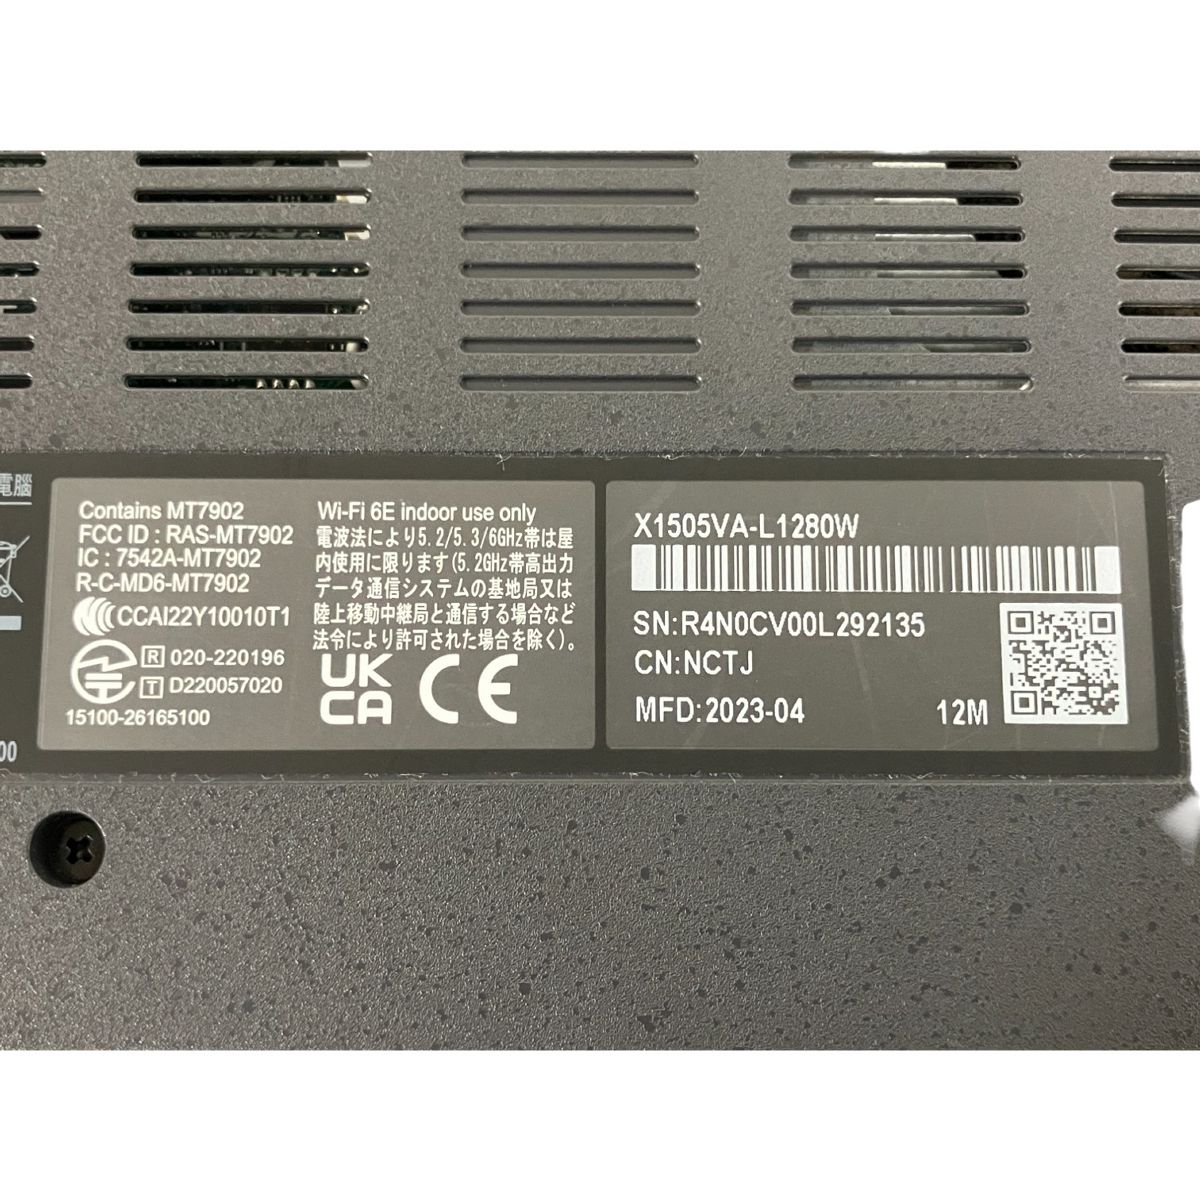 電腦
Contains MT7902
FCC ID : RAS-MT7902
IC : 7542A-MT7902
R-C-MD6-MT7902
CCAI22Y10010T1
R 020-220196
T D220057020
15100-26165100
00
Wi-Fi 6E indoor use only
電波法により5.2/5.3/6GHz帯は屋
内使用に限ります(5.2GHz帯高出力
データ通信システムの基地局又は
陸上移動中継局と通信する場合など
法令により許可された場合を除く)。
UK
CA CE
X1505VA-L1280W
SN:R4N0CV00L292135
CN:NCTJ
MFD:2023-04 12M